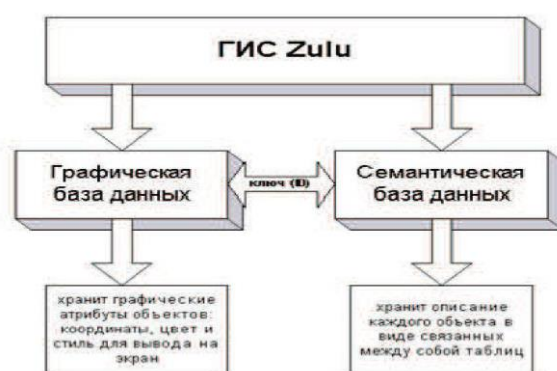 ГИС Zulu
Графическая
база данных
ключ (ID)
Семантическая
база данных
хранит графические
атрибуты объектов:
координаты, цвет и
стиль для вывода на
экран
хранит описание
каждого объекта в
виде связанных
между собой таблиц